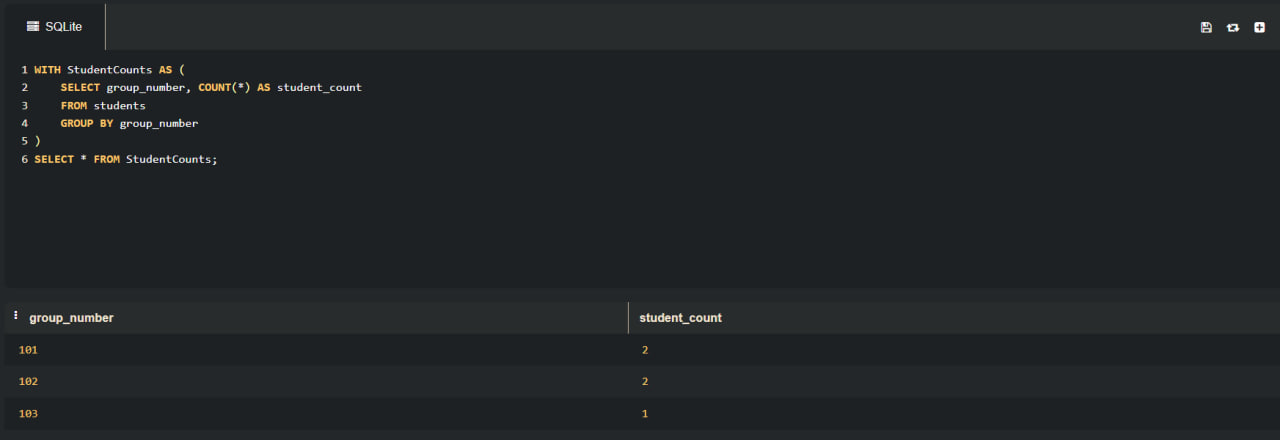 SQLite
1 WITH StudentCounts AS (
2     SELECT group_number, COUNT(*) AS student_count
3     FROM students
4     GROUP BY group_number
5 )
6 SELECT * FROM StudentCounts;
group_number student_count
101 2
102 2
103 1